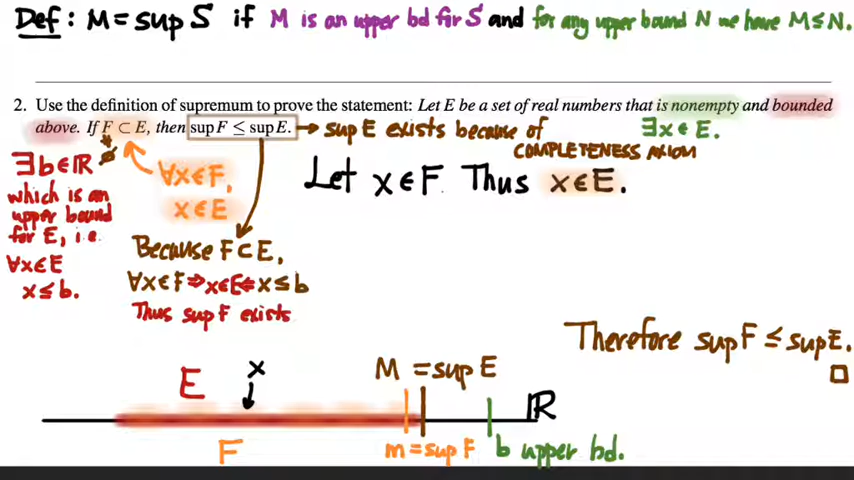 Def: M = sup S if M is an upper bd for S and for any upper bound N we have M ≤ N.
2. Use the definition of supremum to prove the statement: Let E be a set of real numbers that is nonempty and bounded
above. If F ⊂ E, then sup F ≤ sup E. → sup E exists because of ∃x∈E.
COMPLETENESS AXIOM
≠ ∅
∃b∈ℝ
which is an
upper bound
for E, i.e.
∀x∈E
x ≤ b.
∀x∈F,
x∈E
Let x∈F. Thus x∈E.
Because F⊂E,
∀x∈F ⇒ x∈E ⇒ x ≤ b
Thus sup F exists
Therefore sup F ≤ sup E.
□
E x M = sup E ℝ
F m = sup F b upper bd.